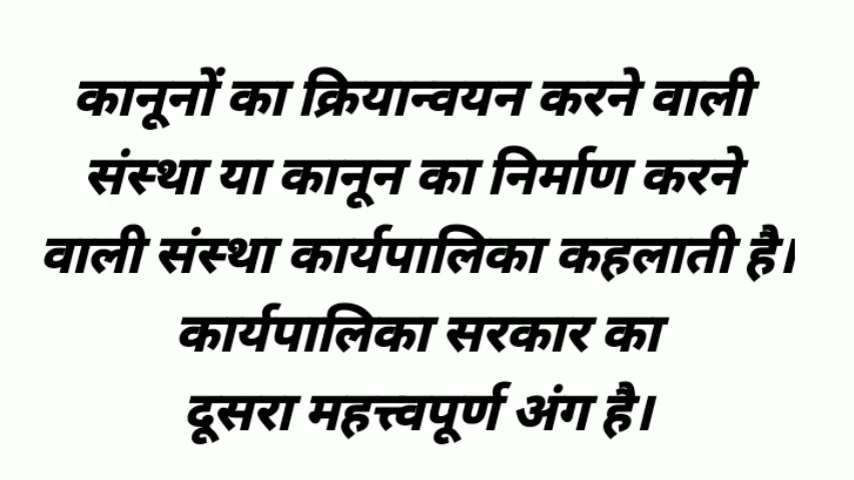 कानूनों का क्रियान्वयन करने वाली
संस्था या कानून का निर्माण करने
वाली संस्था कार्यपालिका कहलाती है।
कार्यपालिका सरकार का
दूसरा महत्त्वपूर्ण अंग है।